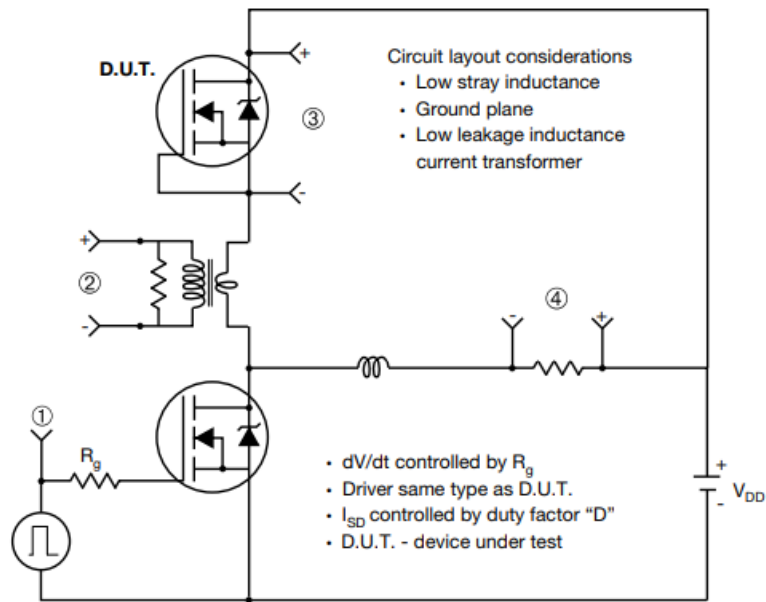 D.U.T.
+
Circuit layout considerations
• Low stray inductance
③
• Ground plane
• Low leakage inductance
current transformer
-
+
②
-
④
-
+
①
Rg
• dV/dt controlled by Rg
• Driver same type as D.U.T.
• ISD controlled by duty factor “D”
• D.U.T. - device under test
+
VDD
-